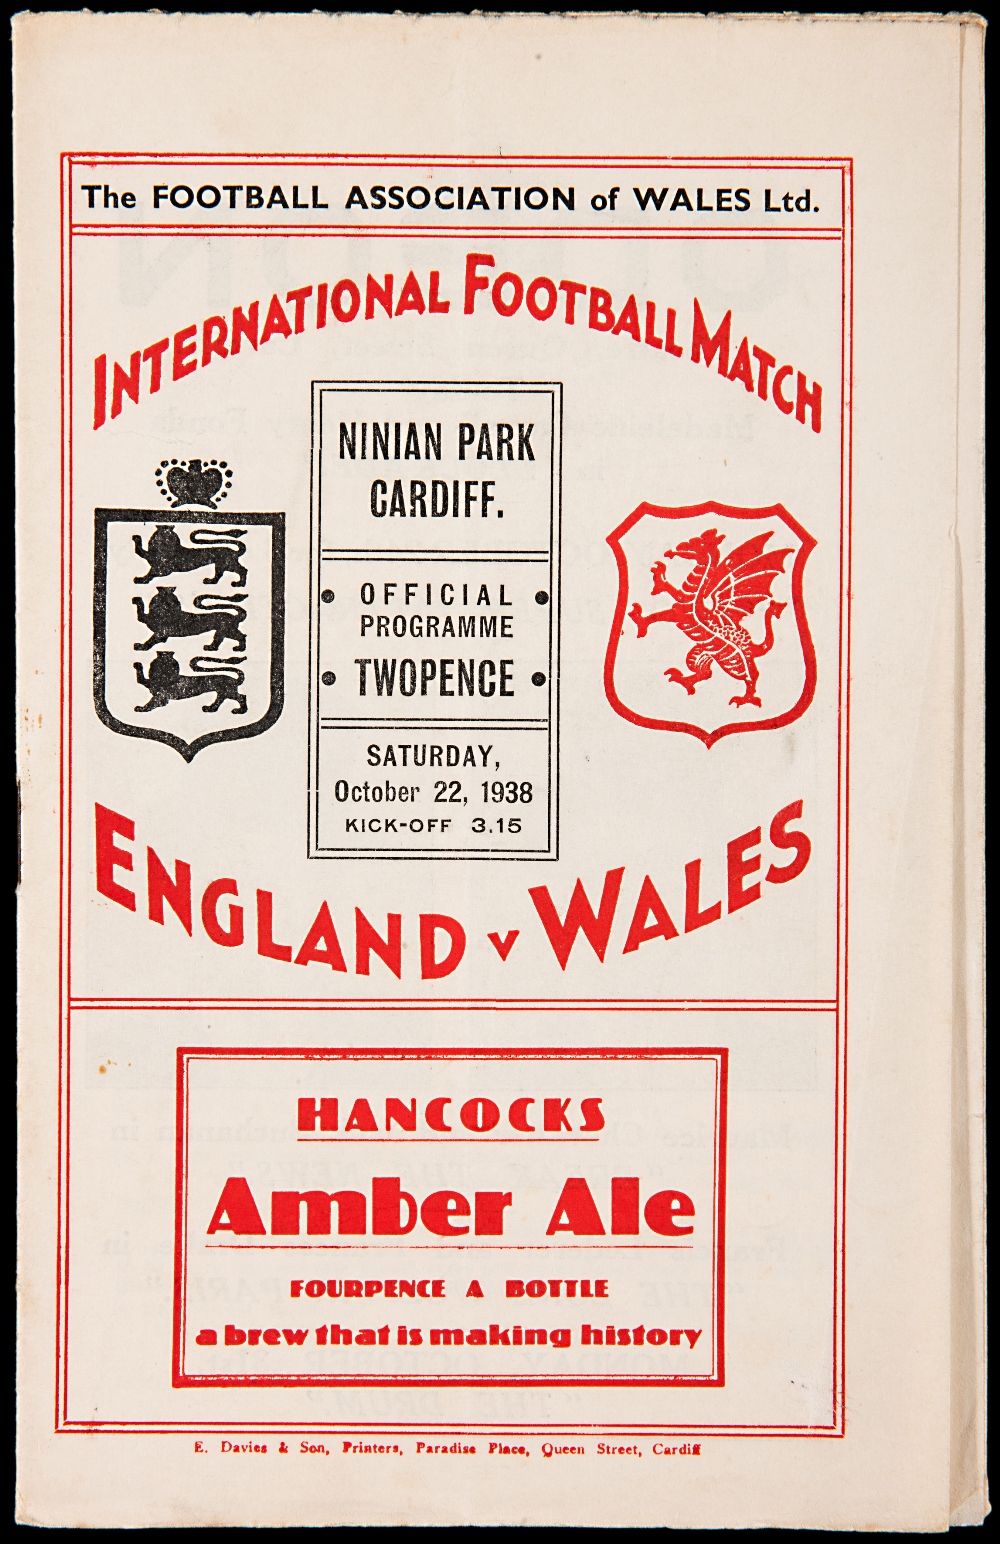 The FOOTBALL ASSOCIATION of WALES Ltd.
INTERNATIONAL FOOTBALL MATCH
NINIAN PARK
CARDIFF.
• OFFICIAL •
PROGRAMME
• TWOPENCE •
SATURDAY,
October 22, 1938
KICK-OFF 3.15
ENGLAND v WALES
HANCOCKS
Amber Ale
FOURPENCE A BOTTLE
a brew that is making history
E. Davies & Son, Printers, Paradise Place, Queen Street, Cardiff